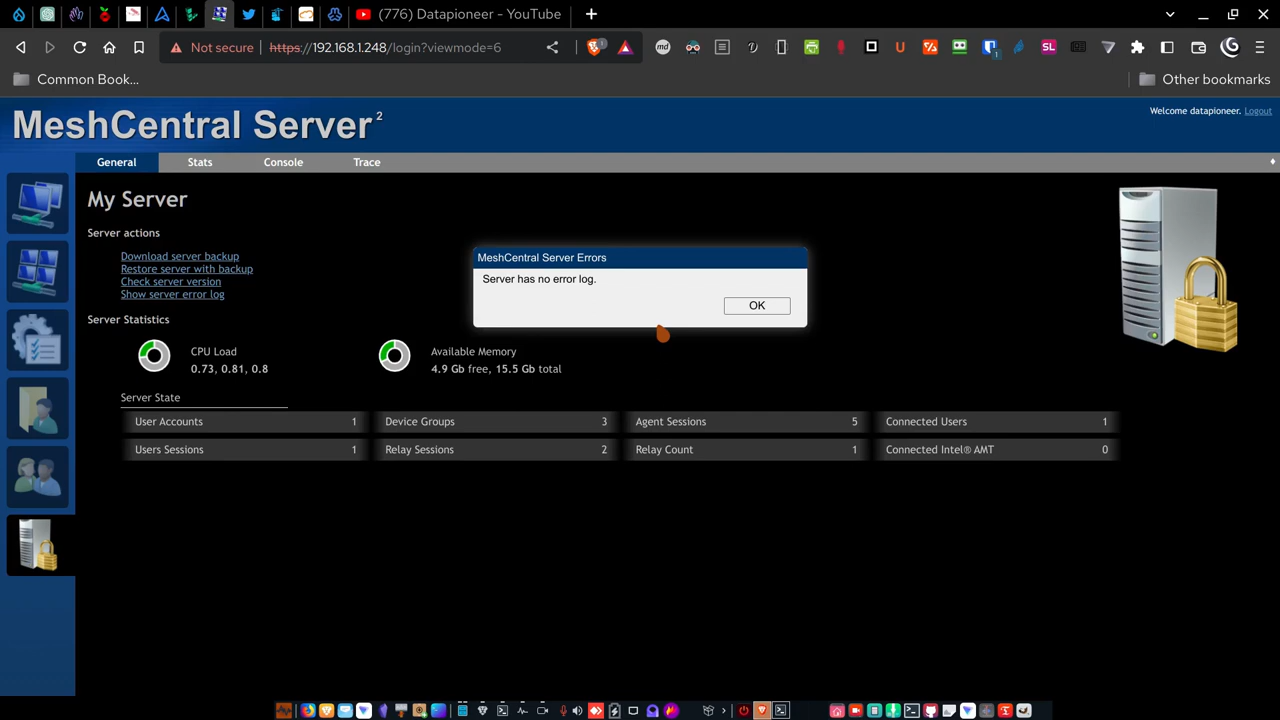 (776) Datapioneer - YouTube
Not secure https://192.168.1.248/login?viewmode=6
Common Book...
Other bookmarks
MeshCentral Server 2
Welcome datapioneer. Logout
General Stats Console Trace
My Server
Server actions
Download server backup
Restore server with backup
Check server version
Show server error log
MeshCentral Server Errors
Server has no error log.
OK
Server Statistics
CPU Load
0.73, 0.81, 0.8
Available Memory
4.9 Gb free, 15.5 Gb total
Server State
User Accounts 1 Device Groups 3 Agent Sessions 5 Connected Users 1
Users Sessions 1 Relay Sessions 2 Relay Count 1 Connected Intel® AMT 0